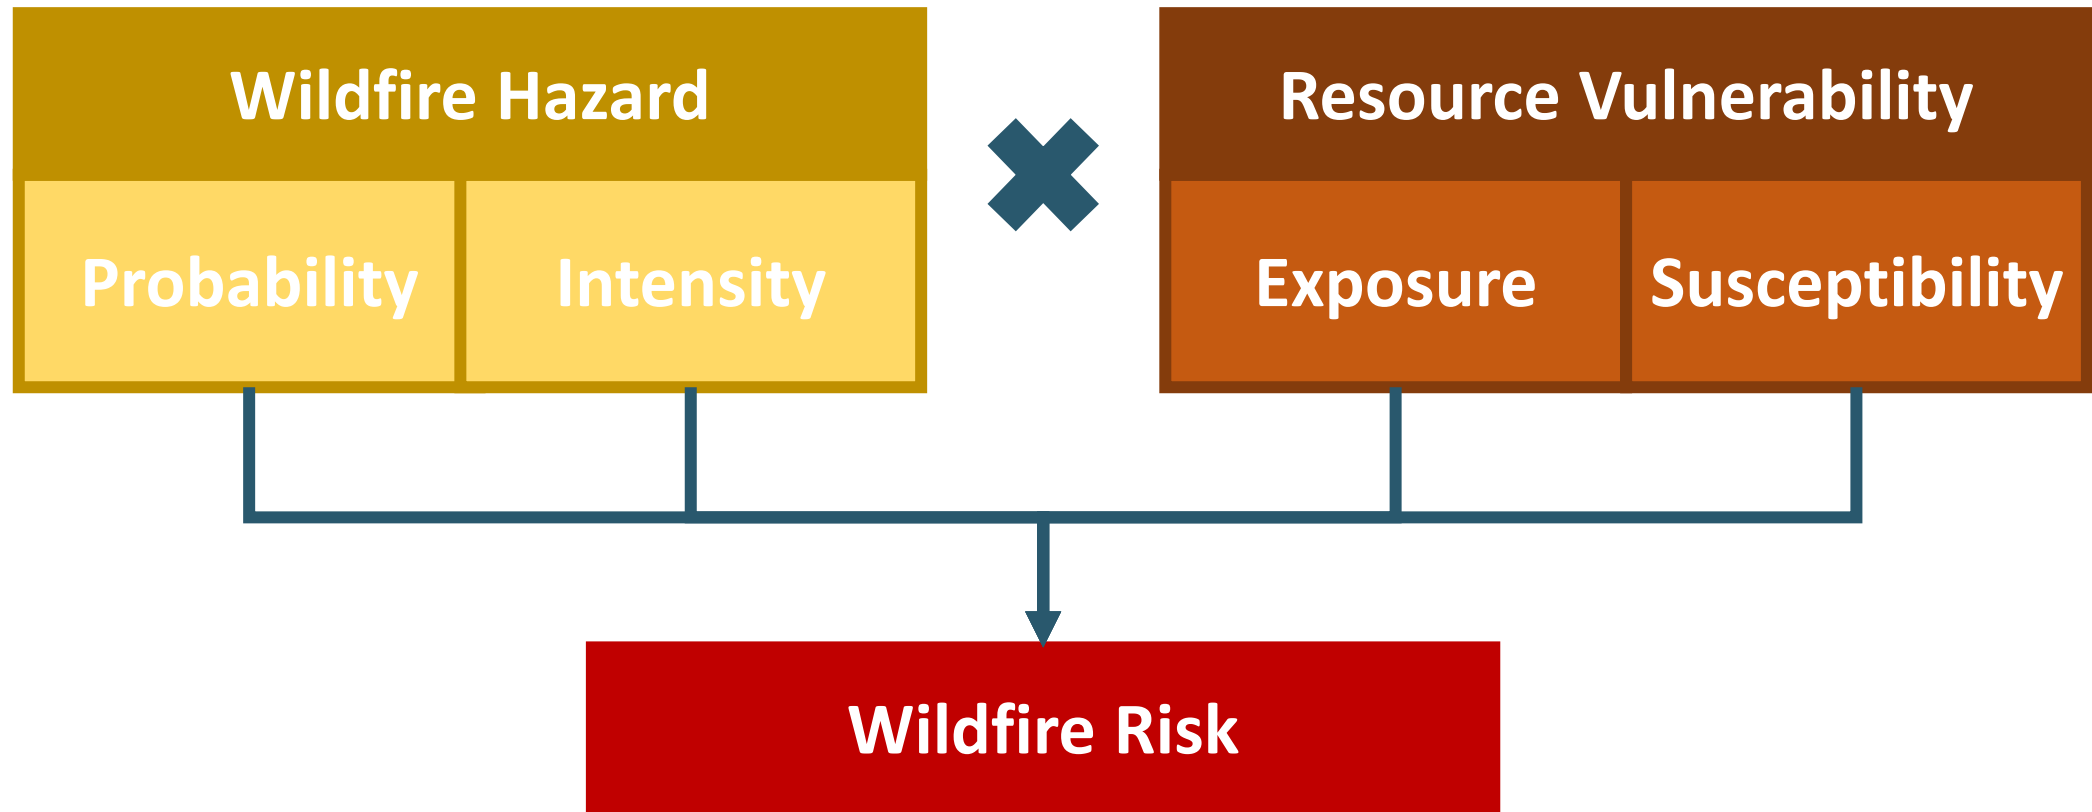 Wildfire Hazard
Resource Vulnerability
Probability
Intensity
Exposure
Susceptibility
Wildfire Risk